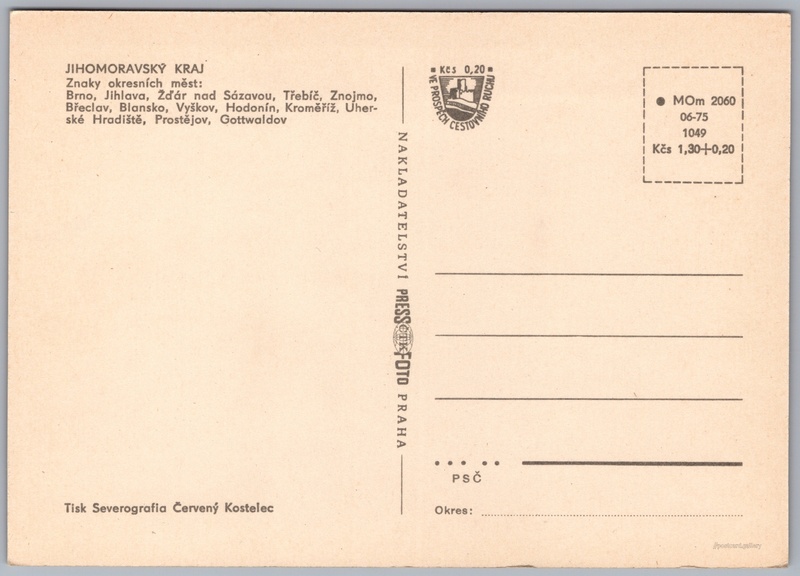 JIHOMORAVSKÝ KRAJ
Znaky okresních měst:
Brno, Jihlava, Žďár nad Sázavou, Třebíč, Znojmo,
Břeclav, Blansko, Vyškov, Hodonín, Kroměříž, Uher-
ské Hradiště, Prostějov, Gottwaldov
Tisk Severografia Červený Kostelec
NAKLADATELSTVÍ PRESSFOTO PRAHA
ČTK
Kčs 0,20
VE PROSPĚCH CESTOVNÍHO RUCHU
MOm 2060
06-75
1049
Kčs 1,30+0,20
PSČ
Okres: